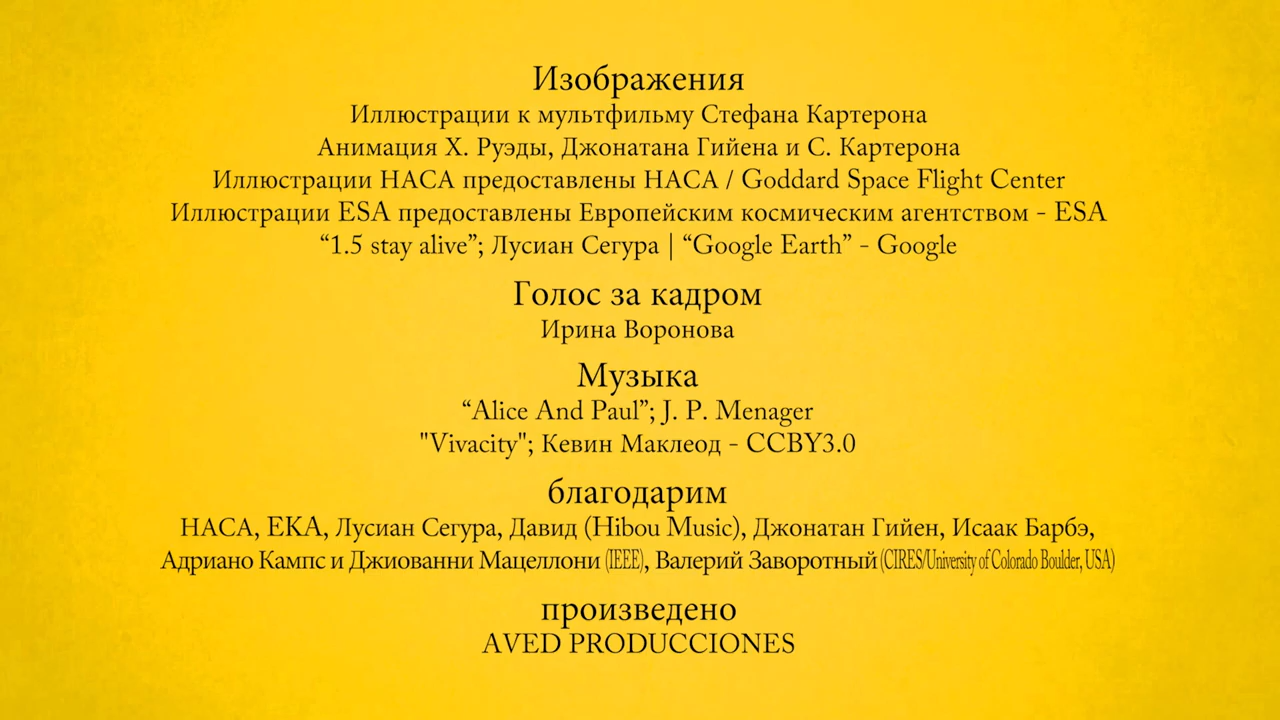 Изображения
Иллюстрации к мультфильму Стефана Картерона
Анимация Х. Руэды, Джонатана Гийена и С. Картерона
Иллюстрации НАСА предоставлены НАСА / Goddard Space Flight Center
Иллюстрации ESA предоставлены Европейским космическим агентством - ESA
“1.5 stay alive”; Лусиан Сегура | “Google Earth” - Google
Голос за кадром
Ирина Воронова
Музыка
“Alice And Paul”; J. P. Menager
"Vivacity"; Кевин Маклеод - CCBY3.0
благодарим
НАСА, ЕКА, Лусиан Сегура, Давид (Hibou Music), Джонатан Гийен, Исаак Барбэ,
Адриано Кампс и Джиованни Мацеллони (IEEE), Валерий Заворотный (CIRES/University of Colorado Boulder, USA)
произведено
AVED PRODUCCIONES